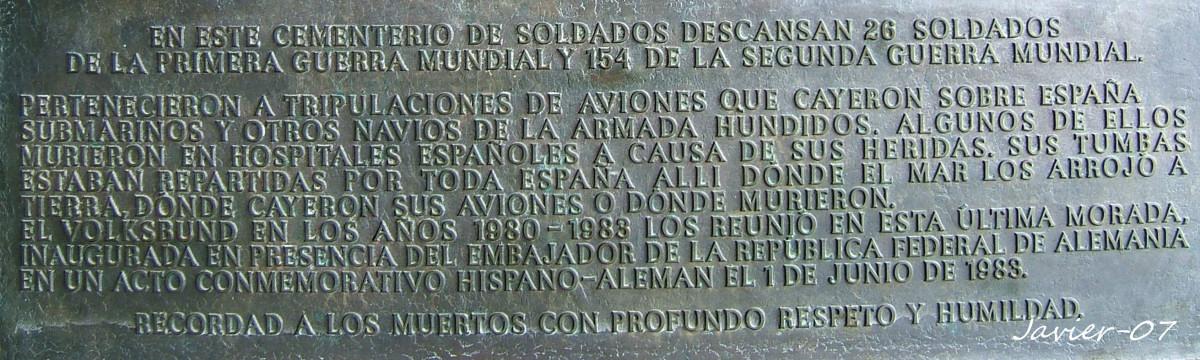 EN ESTE CEMENTERIO DE SOLDADOS DESCANSAN 26 SOLDADOS
DE LA PRIMERA GUERRA MUNDIAL Y 154 DE LA SEGUNDA GUERRA MUNDIAL.
PERTENECIERON A TRIPULACIONES DE AVIONES QUE CAYERON SOBRE ESPAÑA
SUBMARINOS Y OTROS NAVIOS DE LA ARMADA HUNDIDOS. ALGUNOS DE ELLOS
MURIERON EN HOSPITALES ESPAÑOLES A CAUSA DE SUS HERIDAS. SUS TUMBAS
ESTABAN REPARTIDAS POR TODA ESPAÑA ALLI DONDE EL MAR LOS ARROJÓ A
TIERRA, DONDE CAYERON SUS AVIONES O DONDE MURIERON.
EL VOLKSBUND EN LOS AÑOS 1980-1983 LOS REUNIÓ EN ESTA ÚLTIMA MORADA,
INAUGURADA EN PRESENCIA DEL EMBAJADOR DE LA REPÚBLICA FEDERAL DE ALEMANIA
EN UN ACTO CONMEMORATIVO HISPANO-ALEMAN EL 1 DE JUNIO DE 1983.
RECORDAD A LOS MUERTOS CON PROFUNDO RESPETO Y HUMILDAD.
Javier-07